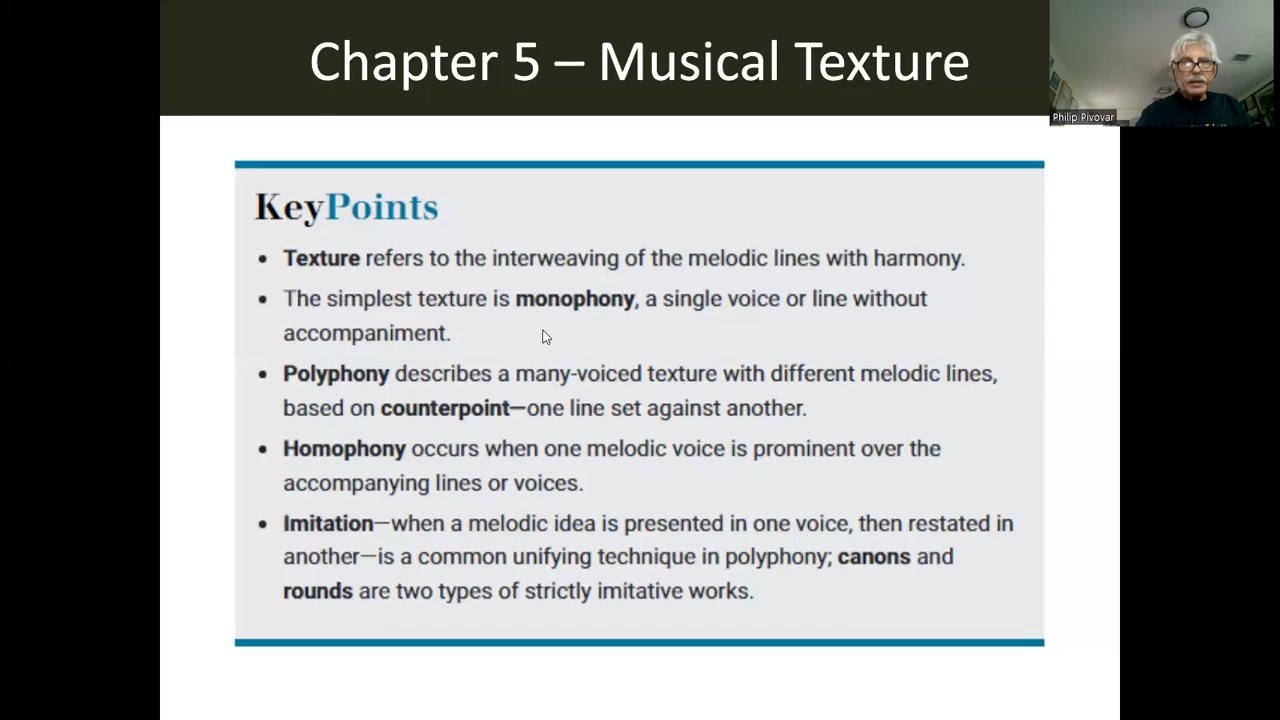 Chapter 5 – Musical Texture
Philip Pivovar
KeyPoints
• Texture refers to the interweaving of the melodic lines with harmony.
• The simplest texture is monophony, a single voice or line without
accompaniment.
• Polyphony describes a many-voiced texture with different melodic lines,
based on counterpoint—one line set against another.
• Homophony occurs when one melodic voice is prominent over the
accompanying lines or voices.
• Imitation—when a melodic idea is presented in one voice, then restated in
another—is a common unifying technique in polyphony; canons and
rounds are two types of strictly imitative works.